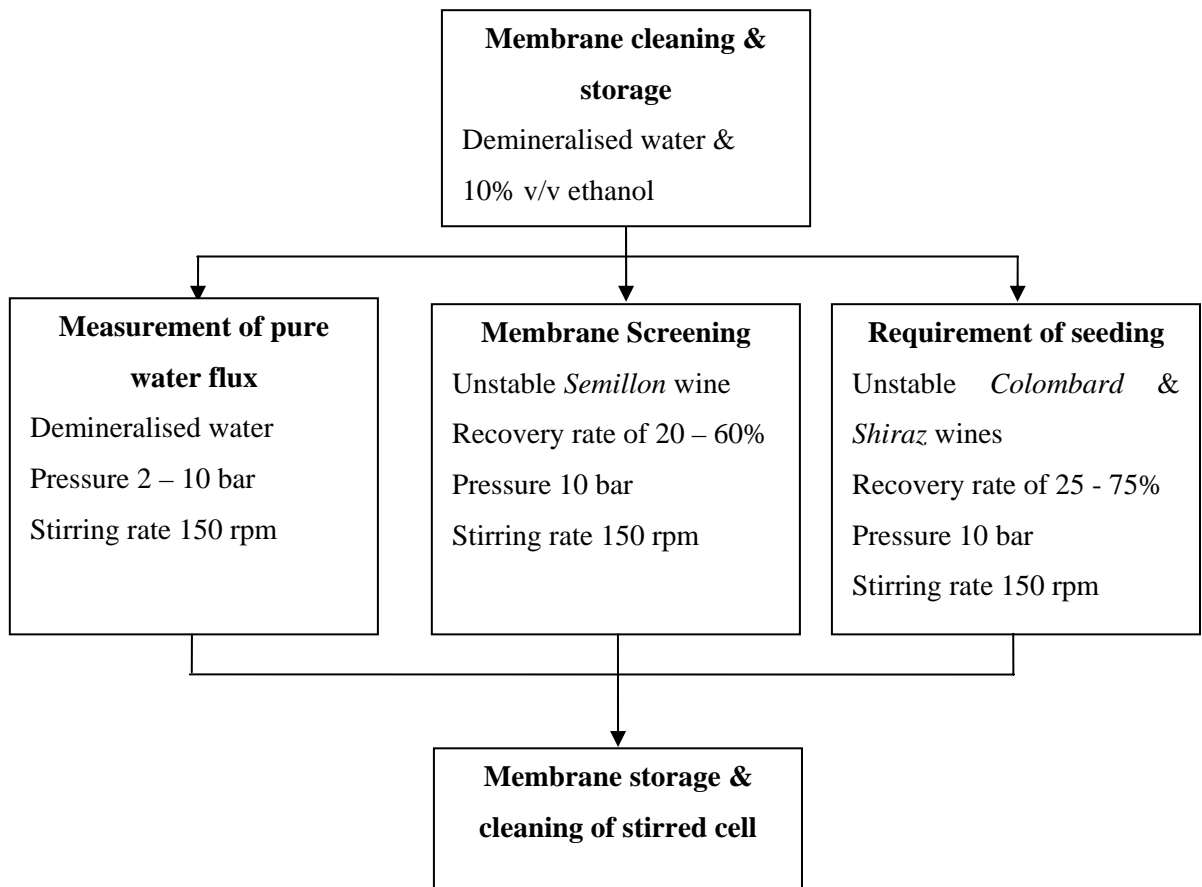 Membrane cleaning &
storage
Demineralised water &
10% v/v ethanol
Measurement of pure
water flux
Demineralised water
Pressure 2 – 10 bar
Stirring rate 150 rpm
Membrane Screening
Unstable Semillon wine
Recovery rate of 20 – 60%
Pressure 10 bar
Stirring rate 150 rpm
Requirement of seeding
Unstable Colombard &
Shiraz wines
Recovery rate of 25 - 75%
Pressure 10 bar
Stirring rate 150 rpm
Membrane storage &
cleaning of stirred cell